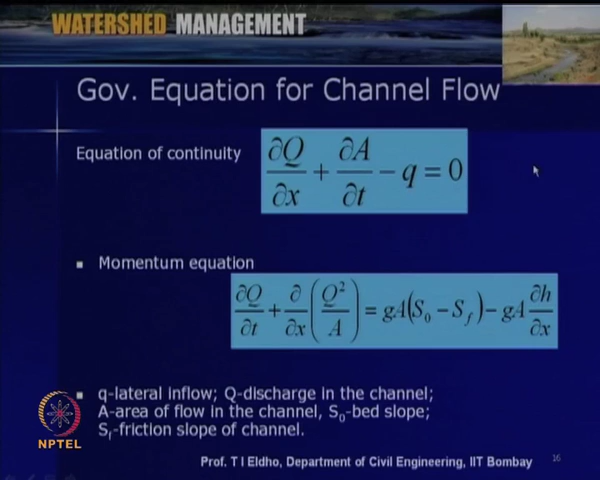 WATERSHED MANAGEMENT
Gov. Equation for Channel Flow
Equation of continuity
∂Q/∂x + ∂A/∂t − q = 0
▪ Momentum equation
∂Q/∂t + ∂/∂x (Q²/A) = gA(S₀ − S_f) − gA ∂h/∂x
▪ q-lateral inflow; Q-discharge in the channel;
A-area of flow in the channel, S₀-bed slope;
S_f-friction slope of channel.
NPTEL
Prof. T I Eldho, Department of Civil Engineering, IIT Bombay
16